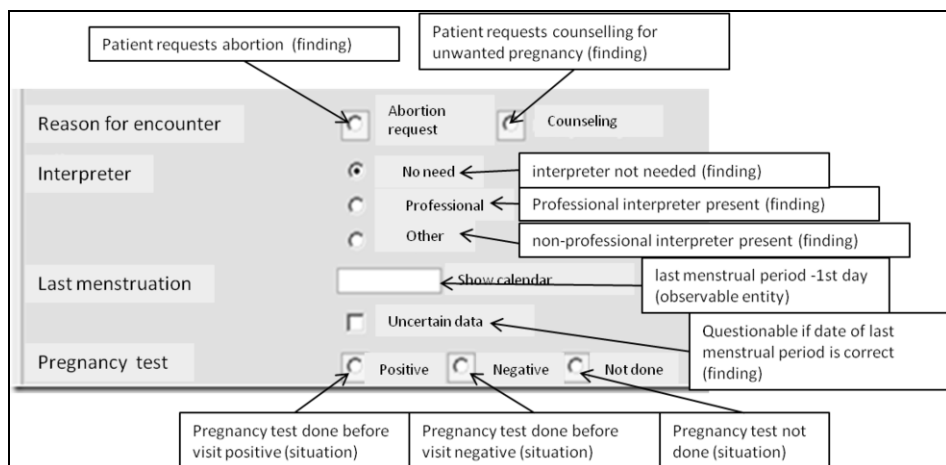 Patient requests abortion (finding)
Patient requests counselling for
unwanted pregnancy (finding)
Reason for encounter
Abortion
request
Counseling
Interpreter
No need
interpreter not needed (finding)
Professional
Professional interpreter present (finding)
Other
non-professional interpreter present (finding)
Last menstruation
Show calendar
last menstrual period -1st day
(observable entity)
Uncertain data
Questionable if date of last
menstrual period is correct
(finding)
Pregnancy test
Positive
Negative
Not done
Pregnancy test done before
visit positive (situation)
Pregnancy test done before
visit negative (situation)
Pregnancy test not
done (situation)